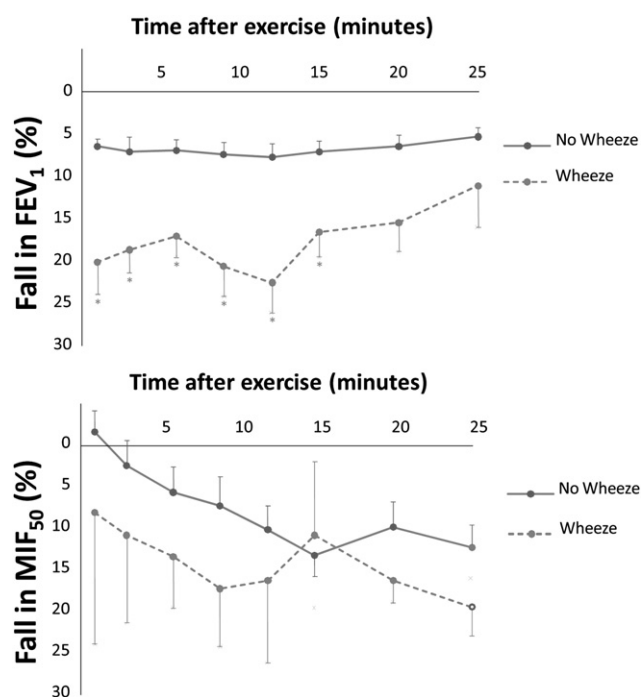 Time after exercise (minutes)
5 10 15 20 25
0
5
10
15
20
25
30
Fall in FEV1 (%)
No Wheeze
Wheeze
* * * * * *
Time after exercise (minutes)
5 10 15 20 25
0
5
10
15
20
25
30
Fall in MIF50 (%)
No Wheeze
Wheeze